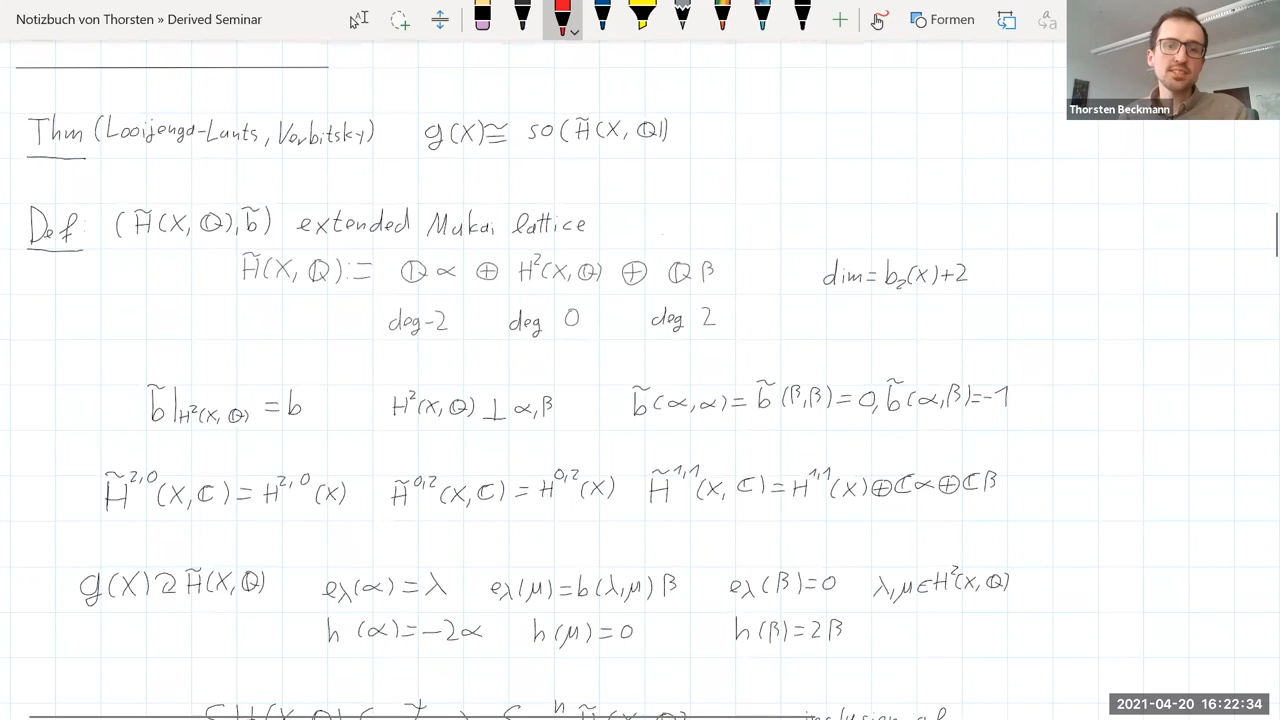 Notizbuch von Thorsten » Derived Seminar
Formen
Thorsten Beckmann
Thm (Looijenga-Lunts, Verbitsky) g(X) ≅ so(H̃(X, ℚ))
Def: (H̃(X, ℚ), b̃) extended Mukai lattice
H̃(X, ℚ) := ℚα ⊕ H²(X, ℚ) ⊕ ℚβ dim = b₂(X)+2
deg -2 deg 0 deg 2
b̃|H²(X,ℚ) = b H²(X, ℚ) ⊥ α, β b̃(α,α) = b̃(β,β) = 0, b̃(α,β) = -1
H̃²,⁰(X, ℂ) = H²,⁰(X) H̃⁰,²(X, ℂ) = H⁰,²(X) H̃¹,¹(X, ℂ) = H¹,¹(X) ⊕ ℂα ⊕ ℂβ
g(X) ↻ H̃(X, ℚ) e_λ(α) = λ e_λ(μ) = b(λ,μ)β e_λ(β) = 0 λ, μ ∈ H²(X, ℚ)
h(α) = -2α h(μ) = 0 h(β) = 2β
2021-04-20 16:22:34